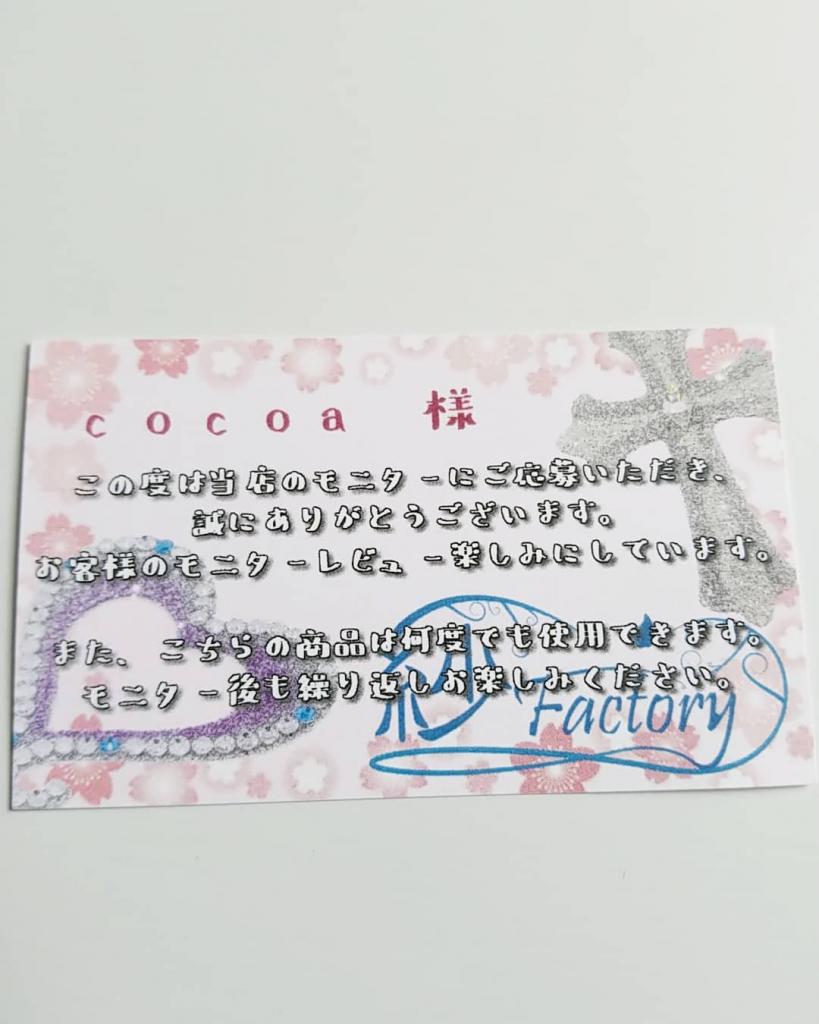 cocoa 様
この度は当店のモニターにご応募いただき、
誠にありがとうございます。
お客様のモニターレビュー楽しみにしています。
また、こちらの商品は何度でも使用できます。
モニター後も繰り返しお楽しみください。
紗 Factory